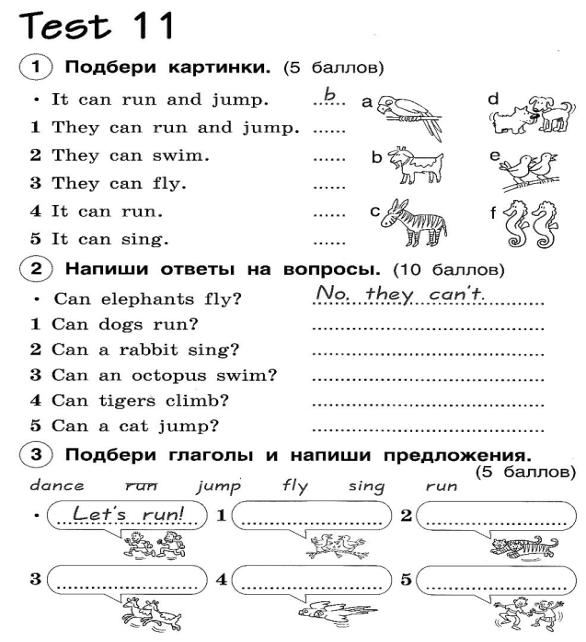 Test 11
1 Подбери картинки. (5 баллов)
· It can run and jump. ..b....
1 They can run and jump. ......
2 They can swim. ......
3 They can fly. ......
4 It can run. ......
5 It can sing. ......
a d
b e
c f
2 Напиши ответы на вопросы. (10 баллов)
· Can elephants fly? No, they can't.
1 Can dogs run? ..............................
2 Can a rabbit sing? ..............................
3 Can an octopus swim? ..............................
4 Can tigers climb? ..............................
5 Can a cat jump? ..............................
3 Подбери глаголы и напиши предложения.
(5 баллов)
dance run jump fly sing run
· Let's run! 1 .................... 2 ....................
3 .................... 4 .................... 5 ....................